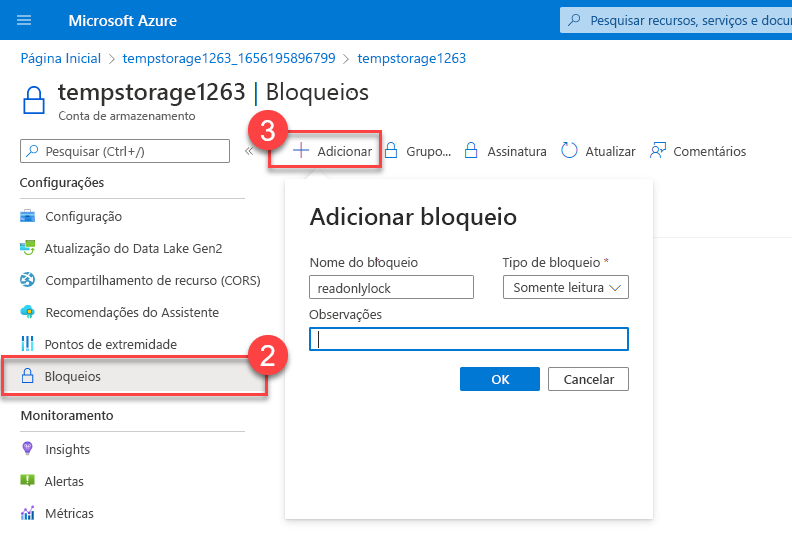 Microsoft Azure
Pesquisar recursos, serviços e docu
Página Inicial > tempstorage1263_1656195896799 > tempstorage1263
tempstorage1263 | Bloqueios
Conta de armazenamento
Pesquisar (Ctrl+/)
«
3
Adicionar
Grupo...
Assinatura
Atualizar
Comentários
Configurações
Configuração
Atualização do Data Lake Gen2
Compartilhamento de recurso (CORS)
Recomendações do Assistente
Pontos de extremidade
2
Bloqueios
Monitoramento
Insights
Alertas
Métricas
Adicionar bloqueio
Nome do bloqueio
Tipo de bloqueio *
readonlylock
Somente leitura
Observações
OK
Cancelar